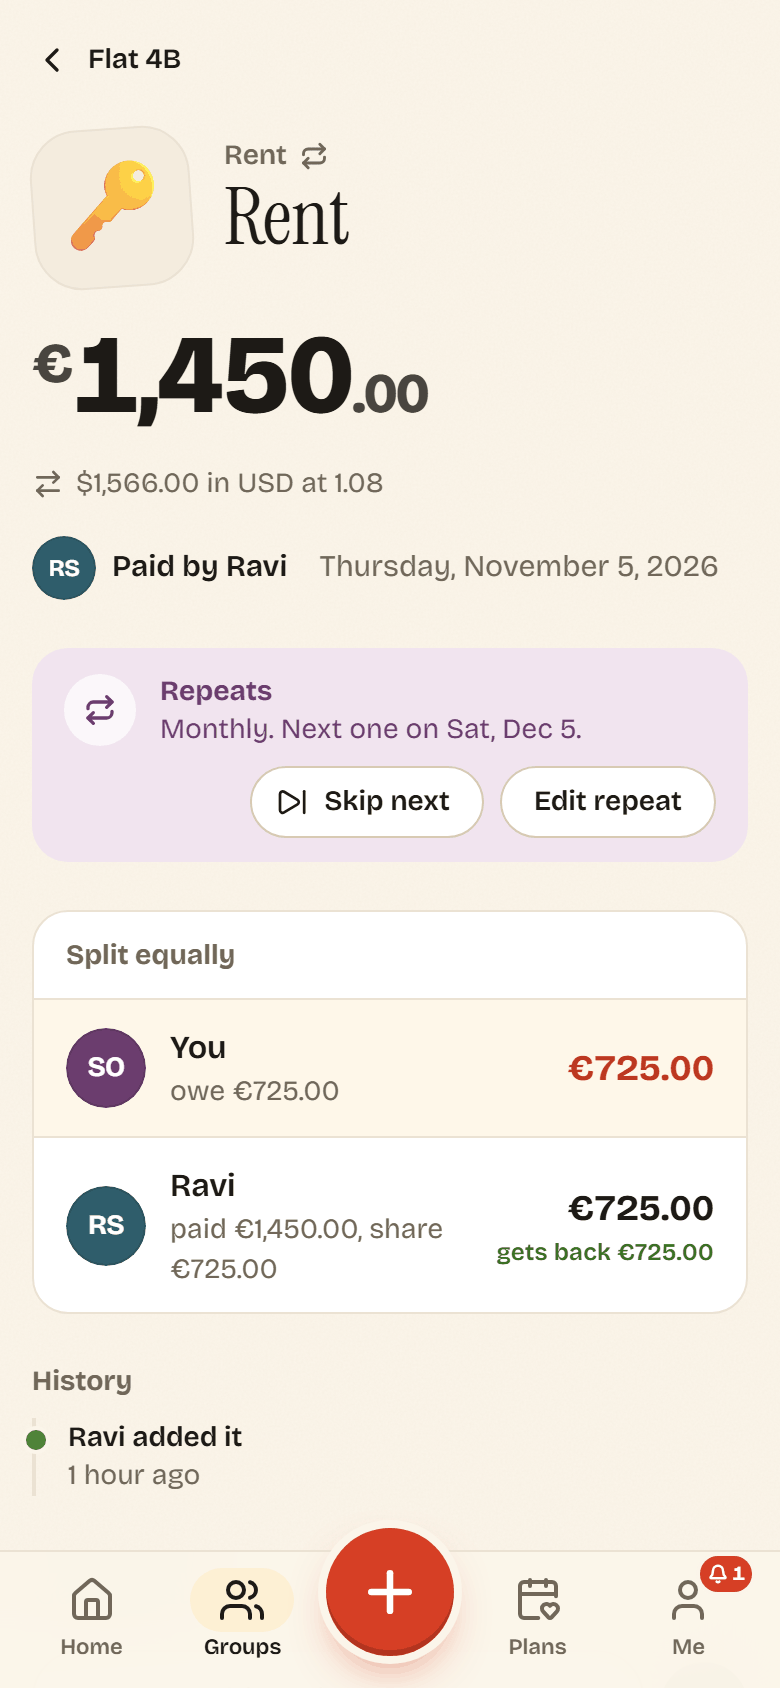 Flat 4B
Rent
Rent
€1,450.00
$1,566.00 in USD at 1.08
RS Paid by Ravi Thursday, November 5, 2026
Repeats
Monthly. Next one on Sat, Dec 5.
Skip next Edit repeat
Split equally
SO You €725.00
owe €725.00
RS Ravi €725.00
paid €1,450.00, share gets back €725.00
€725.00
History
Ravi added it
1 hour ago
1
Home Groups Plans Me